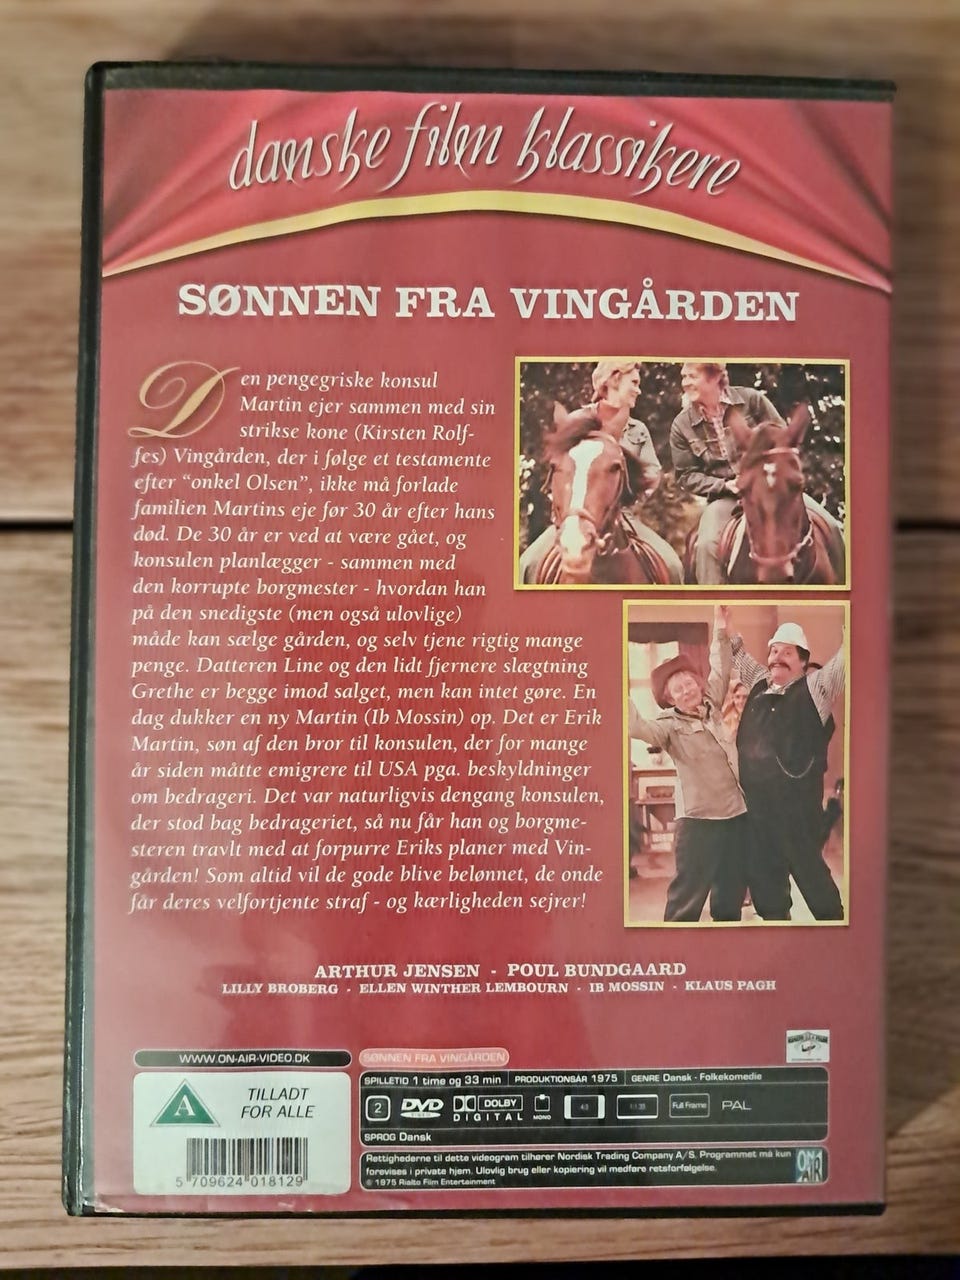 danske film klassikere
SØNNEN FRA VINGÅRDEN
Den pengegriske konsul
Martin ejer sammen med sin
strikse kone (Kirsten Rolf-
fes) Vingården, der i følge et testamente
efter “onkel Olsen”, ikke må forlade
familien Martins eje før 30 år efter hans
død. De 30 år er ved at være gået, og
konsulen planlægger - sammen med
den korrupte borgmester - hvordan han
på den snedigste (men også ulovlige)
måde kan sælge gården, og selv tjene rigtig mange
penge. Datteren Line og den lidt fjernere slægtning
Grethe er begge imod salget, men kan intet gøre. En
dag dukker en ny Martin (Ib Mossin) op. Det er Erik
Martin, søn af den bror til konsulen, der for mange
år siden måtte emigrere til USA pga. beskyldninger
om bedrageri. Det var naturligvis dengang konsulen,
der stod bag bedrageriet, så nu får han og borgme-
steren travlt med at forpurre Eriks planer med Vin-
gården! Som altid vil de gode blive belønnet, de onde
får deres velfortjente straf - og kærligheden sejrer!
ARTHUR JENSEN - POUL BUNDGAARD
LILLY BROBERG - ELLEN WINTHER LEMBOURN - IB MOSSIN - KLAUS PAGH
WWW.ON-AIR-VIDEO.DK
SØNNEN FRA VINGÅRDEN
A
TILLADT
FOR ALLE
5 709624 018129
SPILLETID 1 time og 33 min PRODUKTIONSÅR 1975 GENRE Dansk - Folkekomedie
2 DVD VIDEO DOLBY DIGITAL MONO 4:3 Full Frame PAL
SPROG Dansk
Rettighederne til dette videogram tilhører Nordisk Trading Company A/S. Programmet må kun
forevises i private hjem. Ulovlig brug eller kopiering vil medføre retsforfølgelse.
© 1975 Rialto Film Entertainment
ON AIR